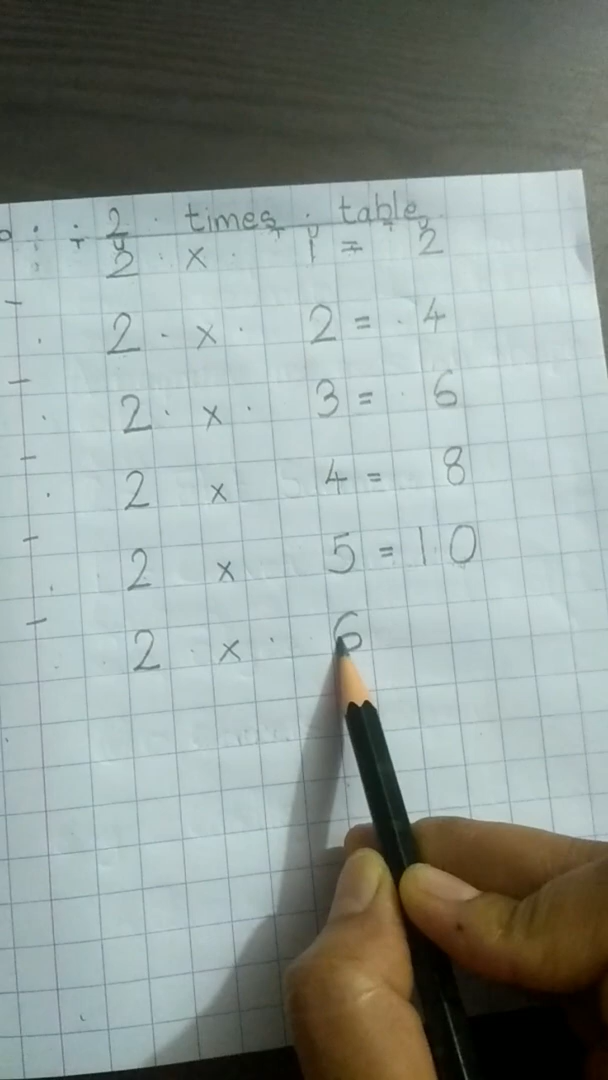 2 times table
2 x 1 = 2
2 x 2 = 4
2 x 3 = 6
2 x 4 = 8
2 x 5 = 10
2 x 6